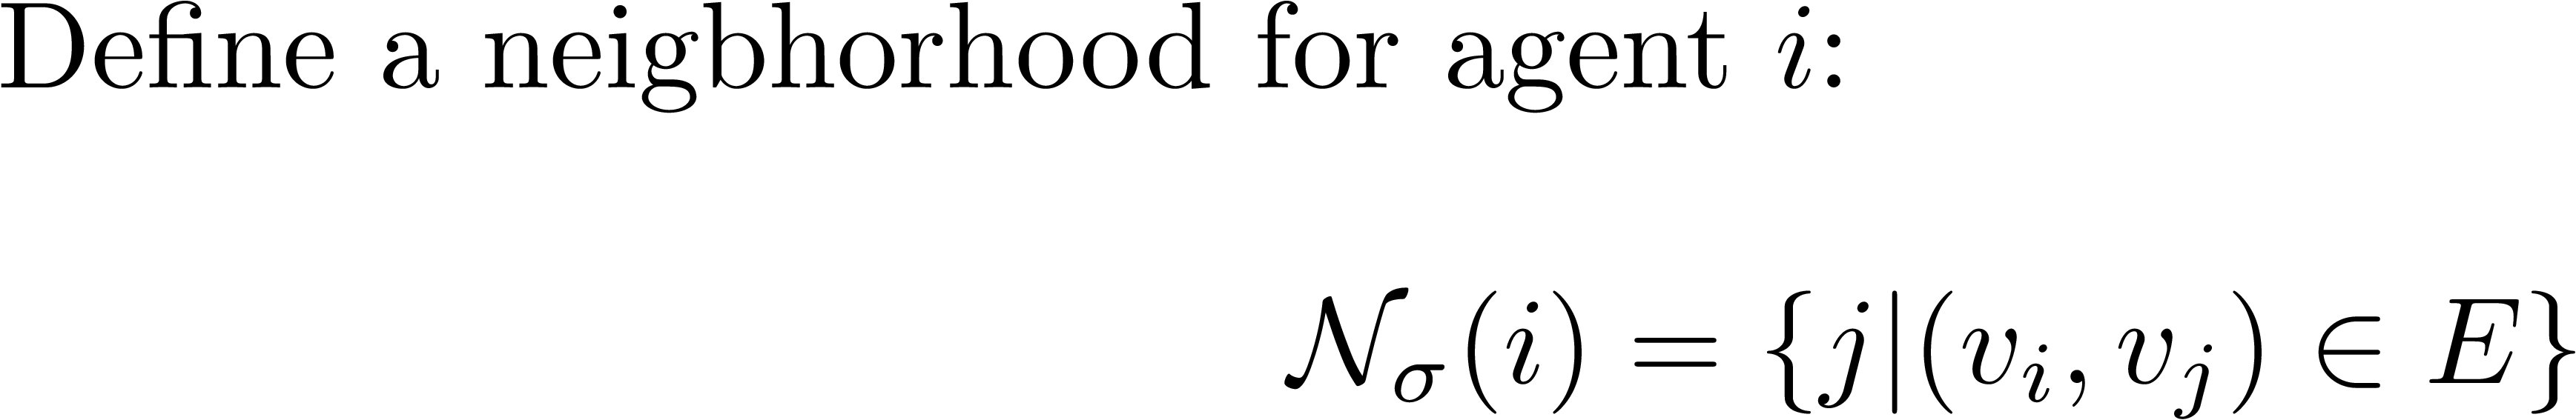 Define a neigbhorhood for agent i:
𝒩_σ(i) = {j|(v_i, v_j) ∈ E}